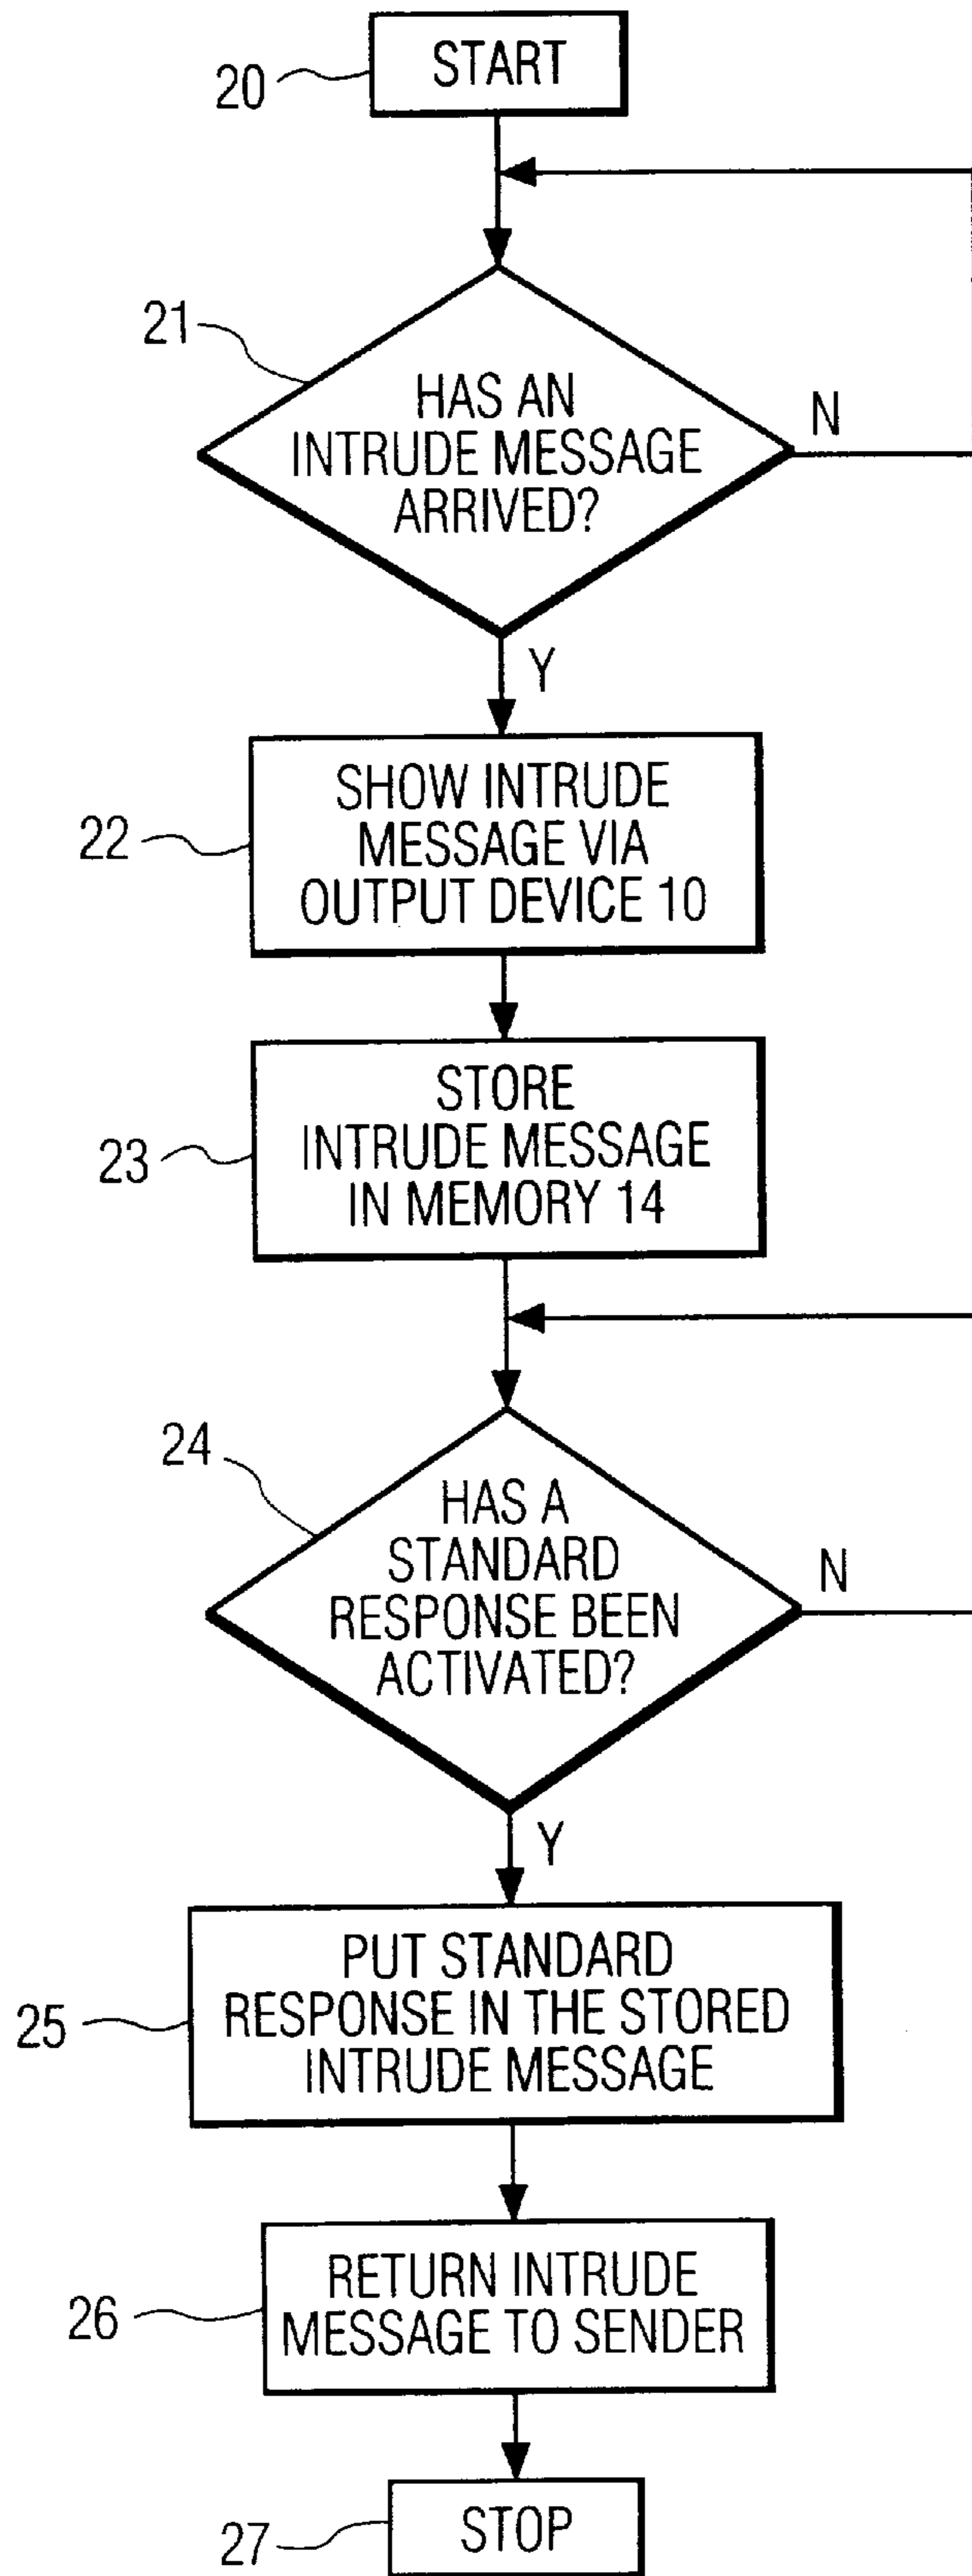 20
START
21
HAS AN
INTRUDE MESSAGE
ARRIVED?
N
Y
22
SHOW INTRUDE
MESSAGE VIA
OUTPUT DEVICE 10
23
STORE
INTRUDE MESSAGE
IN MEMORY 14
24
HAS A
STANDARD
RESPONSE BEEN
ACTIVATED?
N
Y
25
PUT STANDARD
RESPONSE IN THE STORED
INTRUDE MESSAGE
26
RETURN INTRUDE
MESSAGE TO SENDER
27
STOP